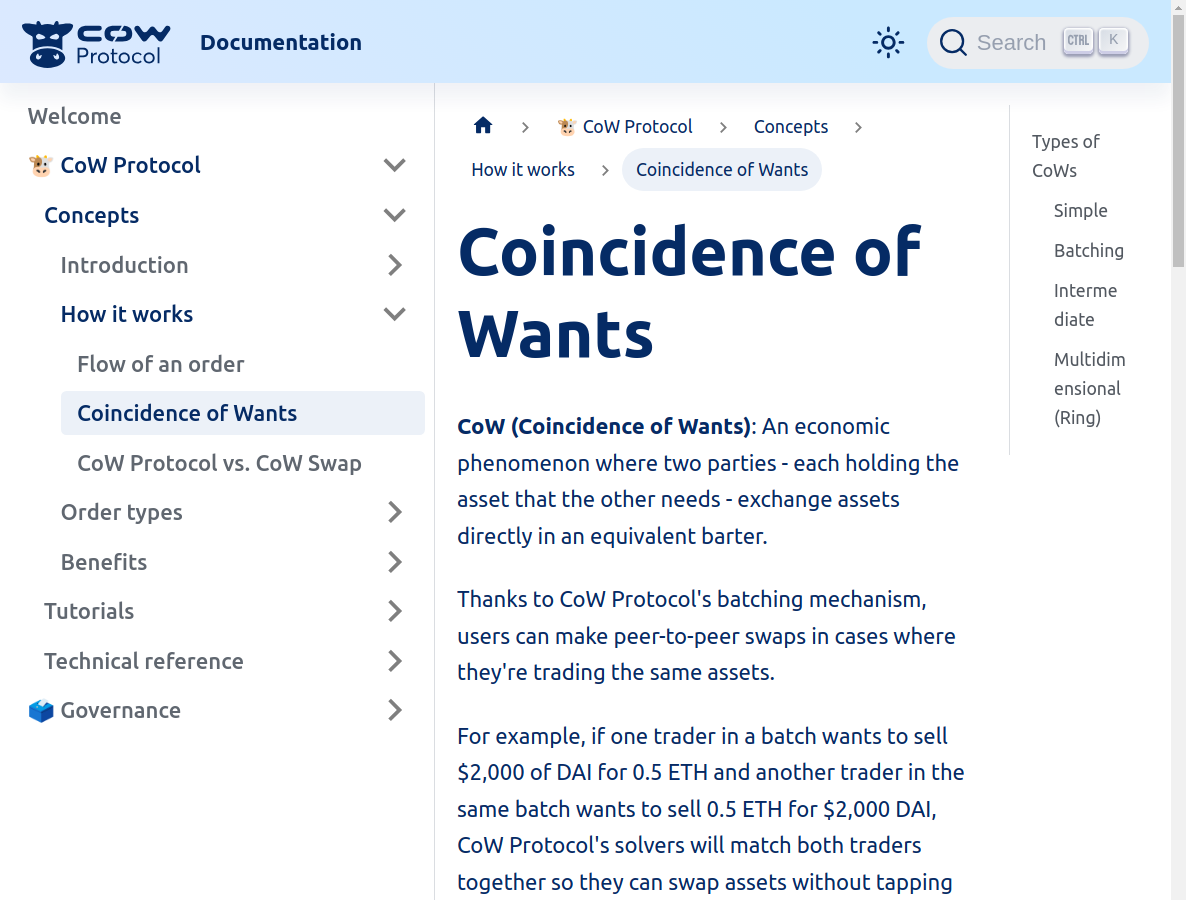 COW Protocol
Documentation
Search
CTRL
K
Welcome
CoW Protocol
Concepts
Introduction
How it works
Flow of an order
Coincidence of Wants
CoW Protocol vs. CoW Swap
Order types
Benefits
Tutorials
Technical reference
Governance
CoW Protocol
Concepts
How it works
Coincidence of Wants
Coincidence of
Wants
CoW (Coincidence of Wants): An economic
phenomenon where two parties - each holding the
asset that the other needs - exchange assets
directly in an equivalent barter.
Thanks to CoW Protocol's batching mechanism,
users can make peer-to-peer swaps in cases where
they're trading the same assets.
For example, if one trader in a batch wants to sell
$2,000 of DAI for 0.5 ETH and another trader in the
same batch wants to sell 0.5 ETH for $2,000 DAI,
CoW Protocol's solvers will match both traders
together so they can swap assets without tapping
Types of
CoWs
Simple
Batching
Interme
diate
Multidim
ensional
(Ring)